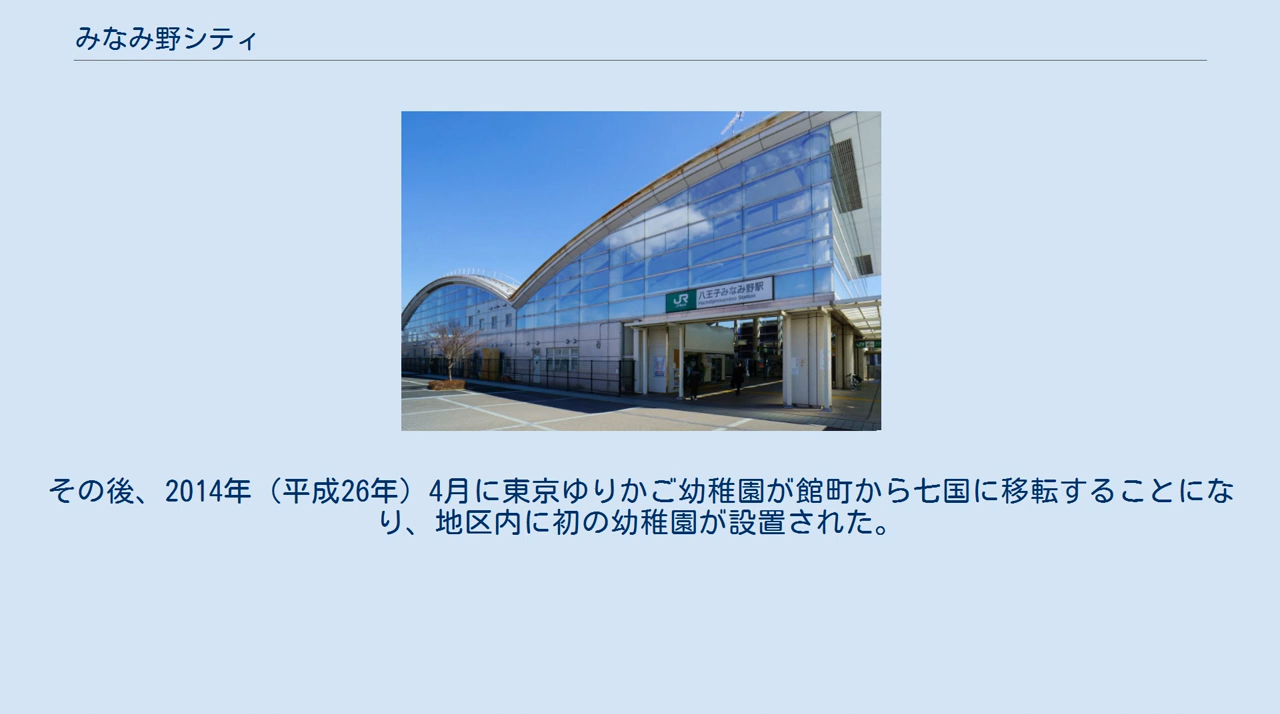 みなみ野シティ
JR
八王子みなみ野駅
その後、2014年（平成26年）4月に東京ゆりかご幼稚園が館町から七国に移転することにな
り、地区内に初の幼稚園が設置された。